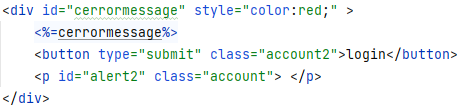 <div id="cerrormessage" style="color:red;" >
<%=cerrormessage%>
<button type="submit" class="account2">login</button>
<p id="alert2" class="account"> </p>
</div>